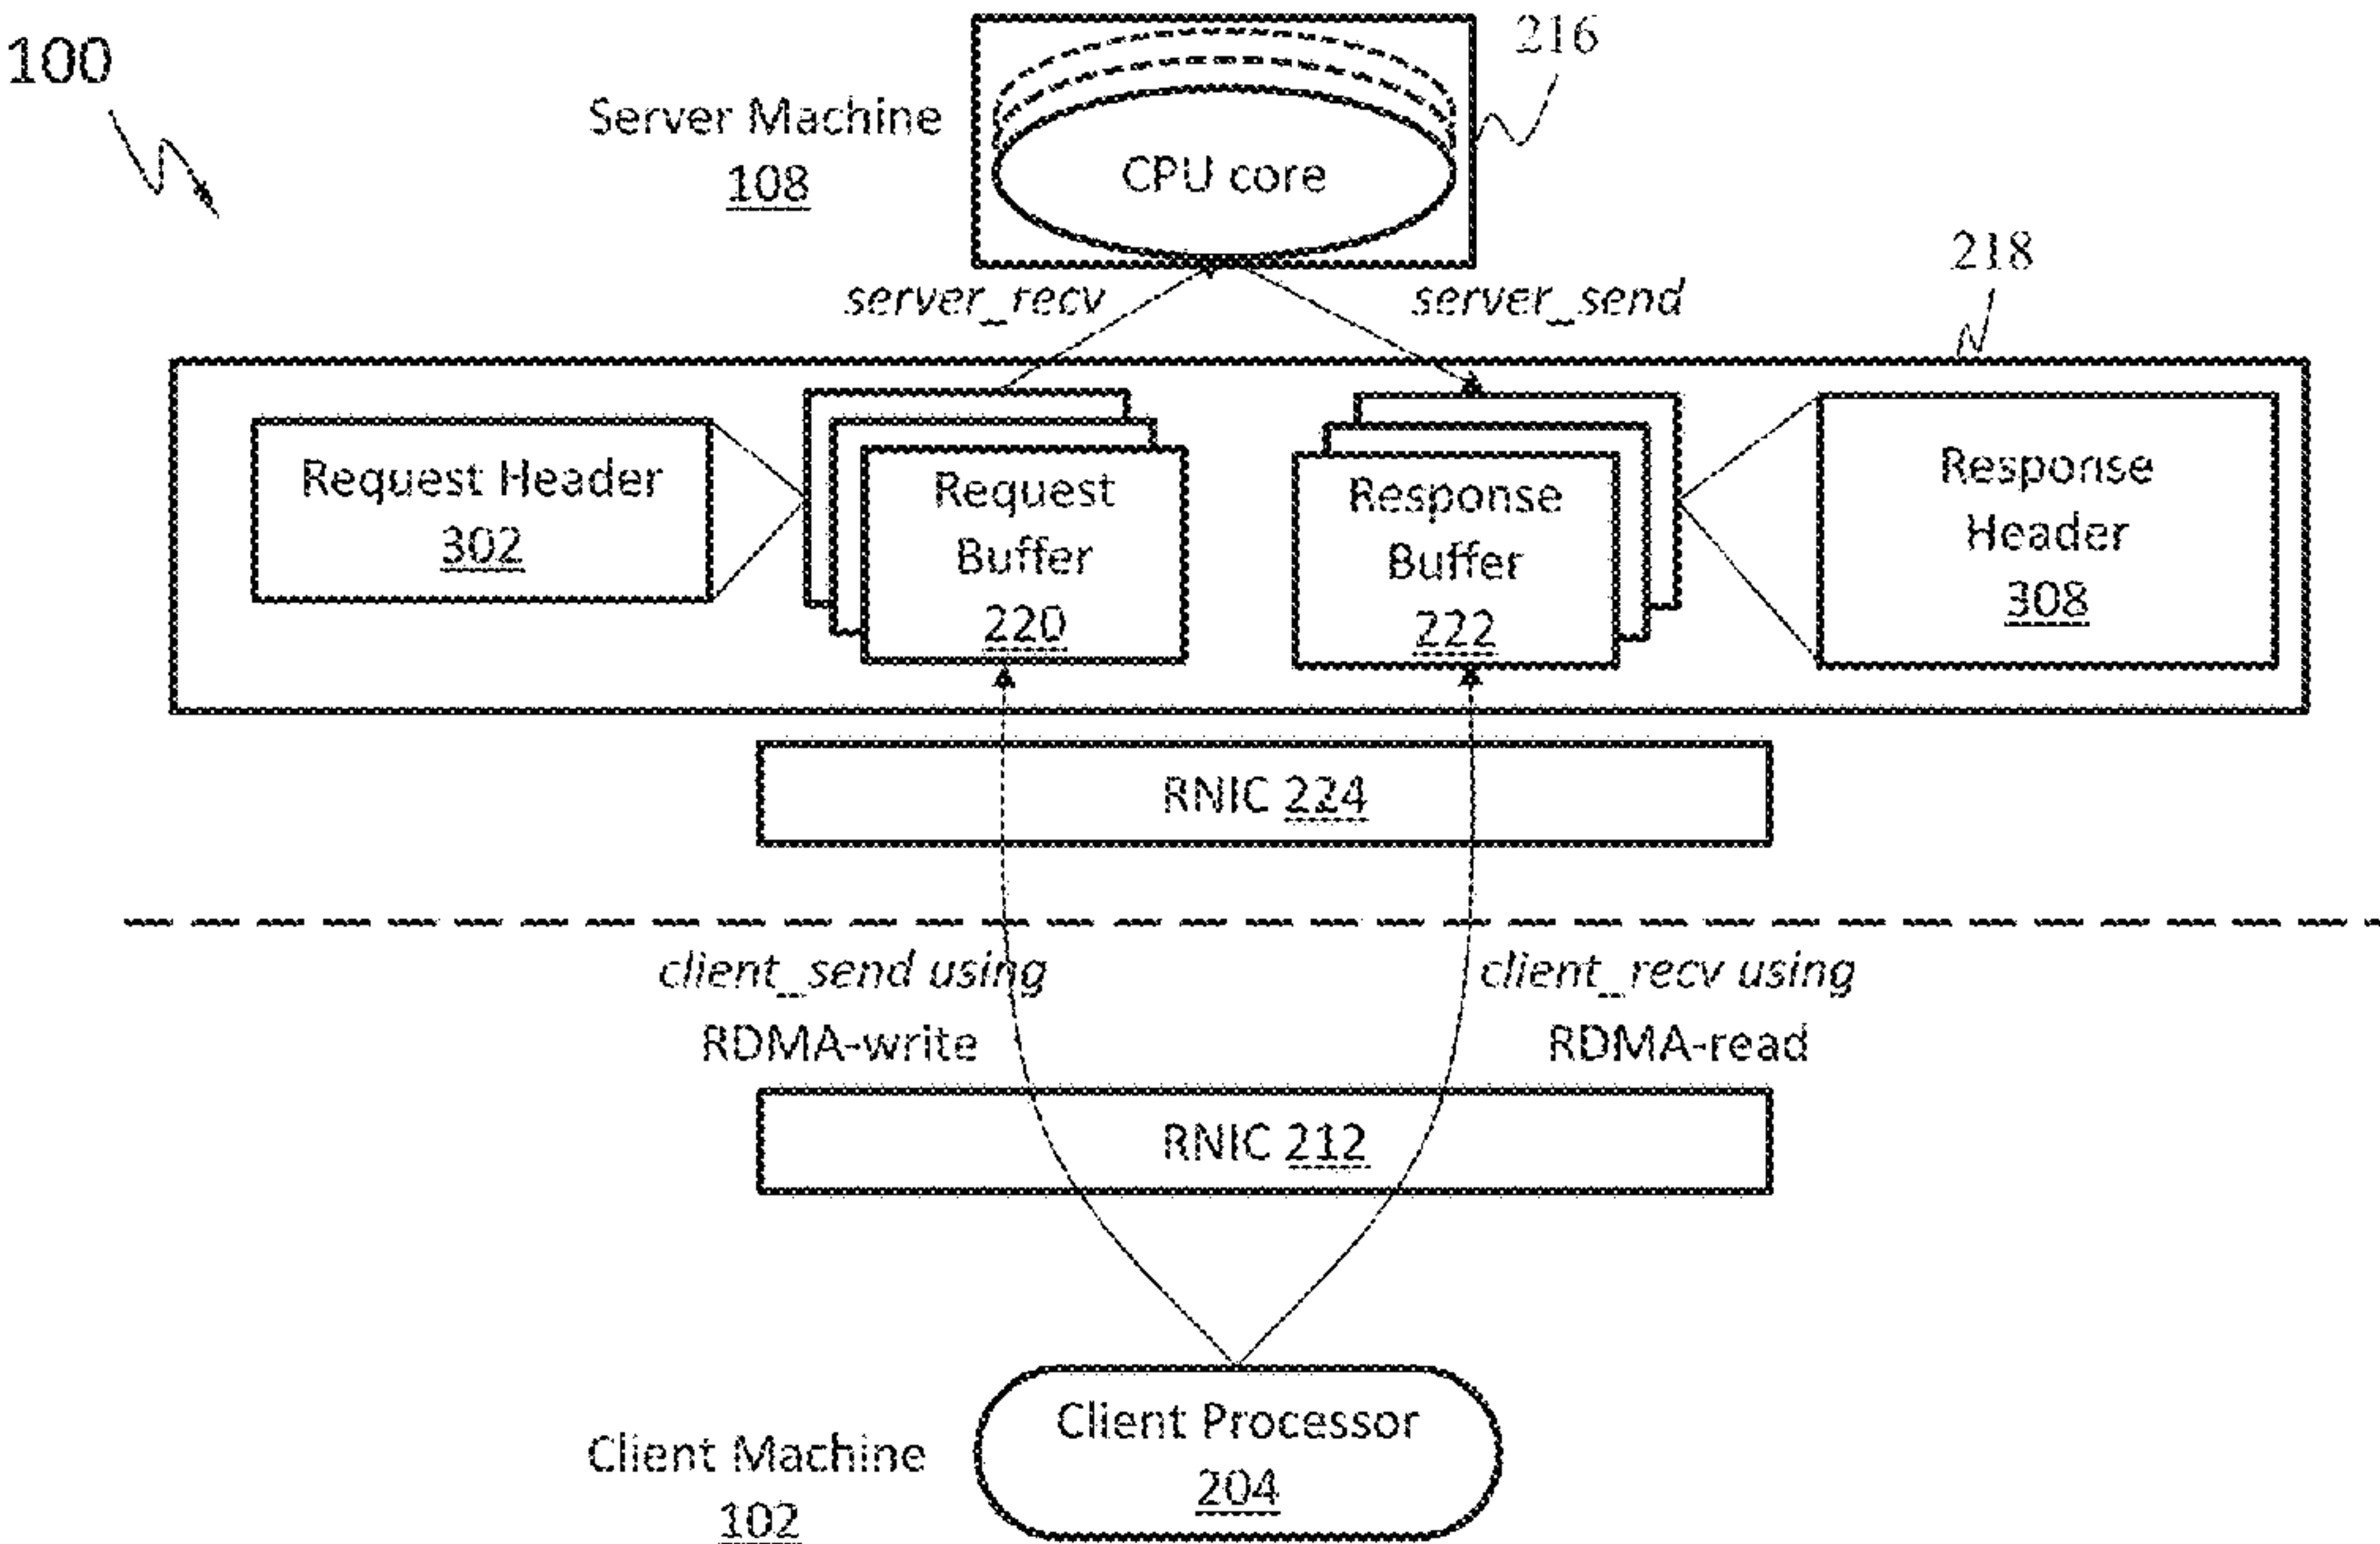 100
216
Server Machine
108
CPU core
218
server_recv
server_send
Request Header
302
Request
Buffer
220
Response
Buffer
222
Response
Header
308
RNIC 224
client_send using
RDMA-write
client_recv using
RDMA-read
RNIC 212
Client Processor
204
Client Machine
102